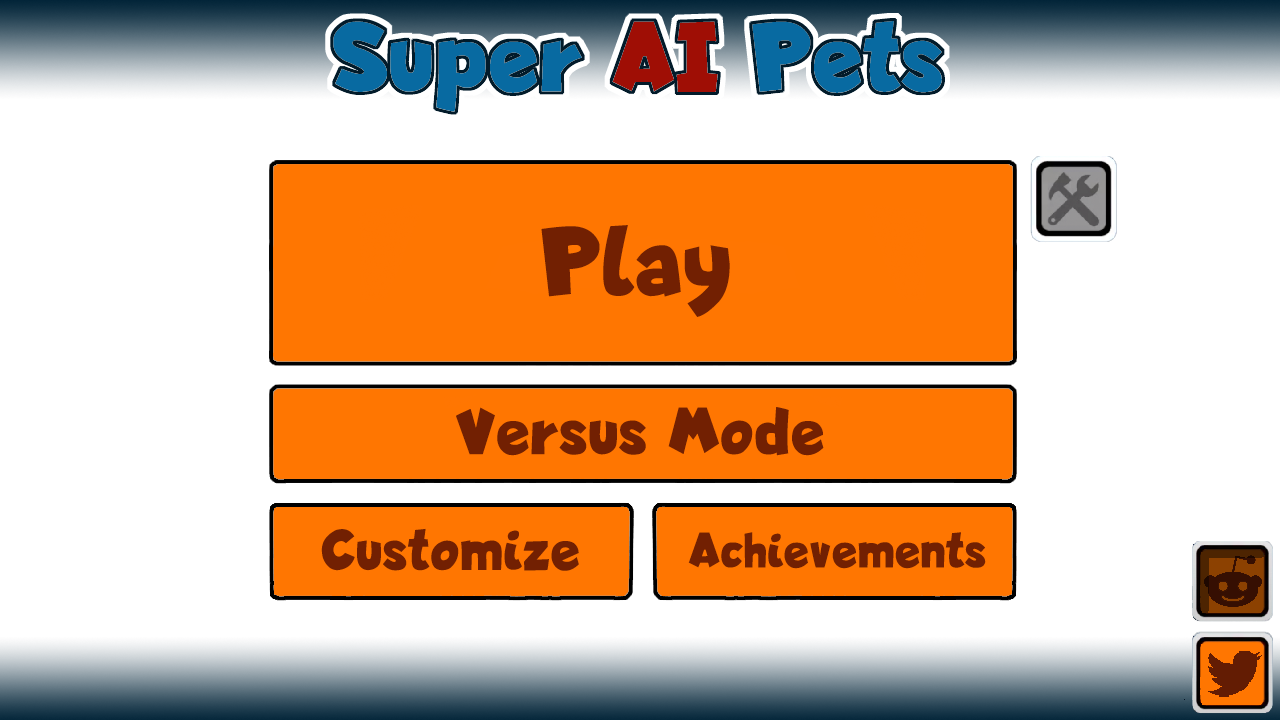 Super AI Pets
Play
Versus Mode
Customize
Achievements